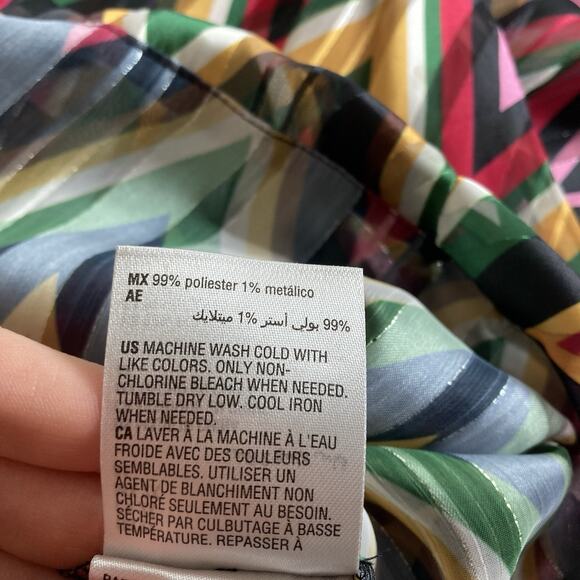 MX 99% poliester 1% metálico
AE
99% بولي أستر 1% ميتلايك
US MACHINE WASH COLD WITH
LIKE COLORS. ONLY NON-
CHLORINE BLEACH WHEN NEEDED.
TUMBLE DRY LOW. COOL IRON
WHEN NEEDED.
CA LAVER À LA MACHINE À L'EAU
FROIDE AVEC DES COULEURS
SEMBLABLES. UTILISER UN
AGENT DE BLANCHIMENT NON
CHLORÉ SEULEMENT AU BESOIN.
SÉCHER PAR CULBUTAGE À BASSE
TEMPÉRATURE. REPASSER À